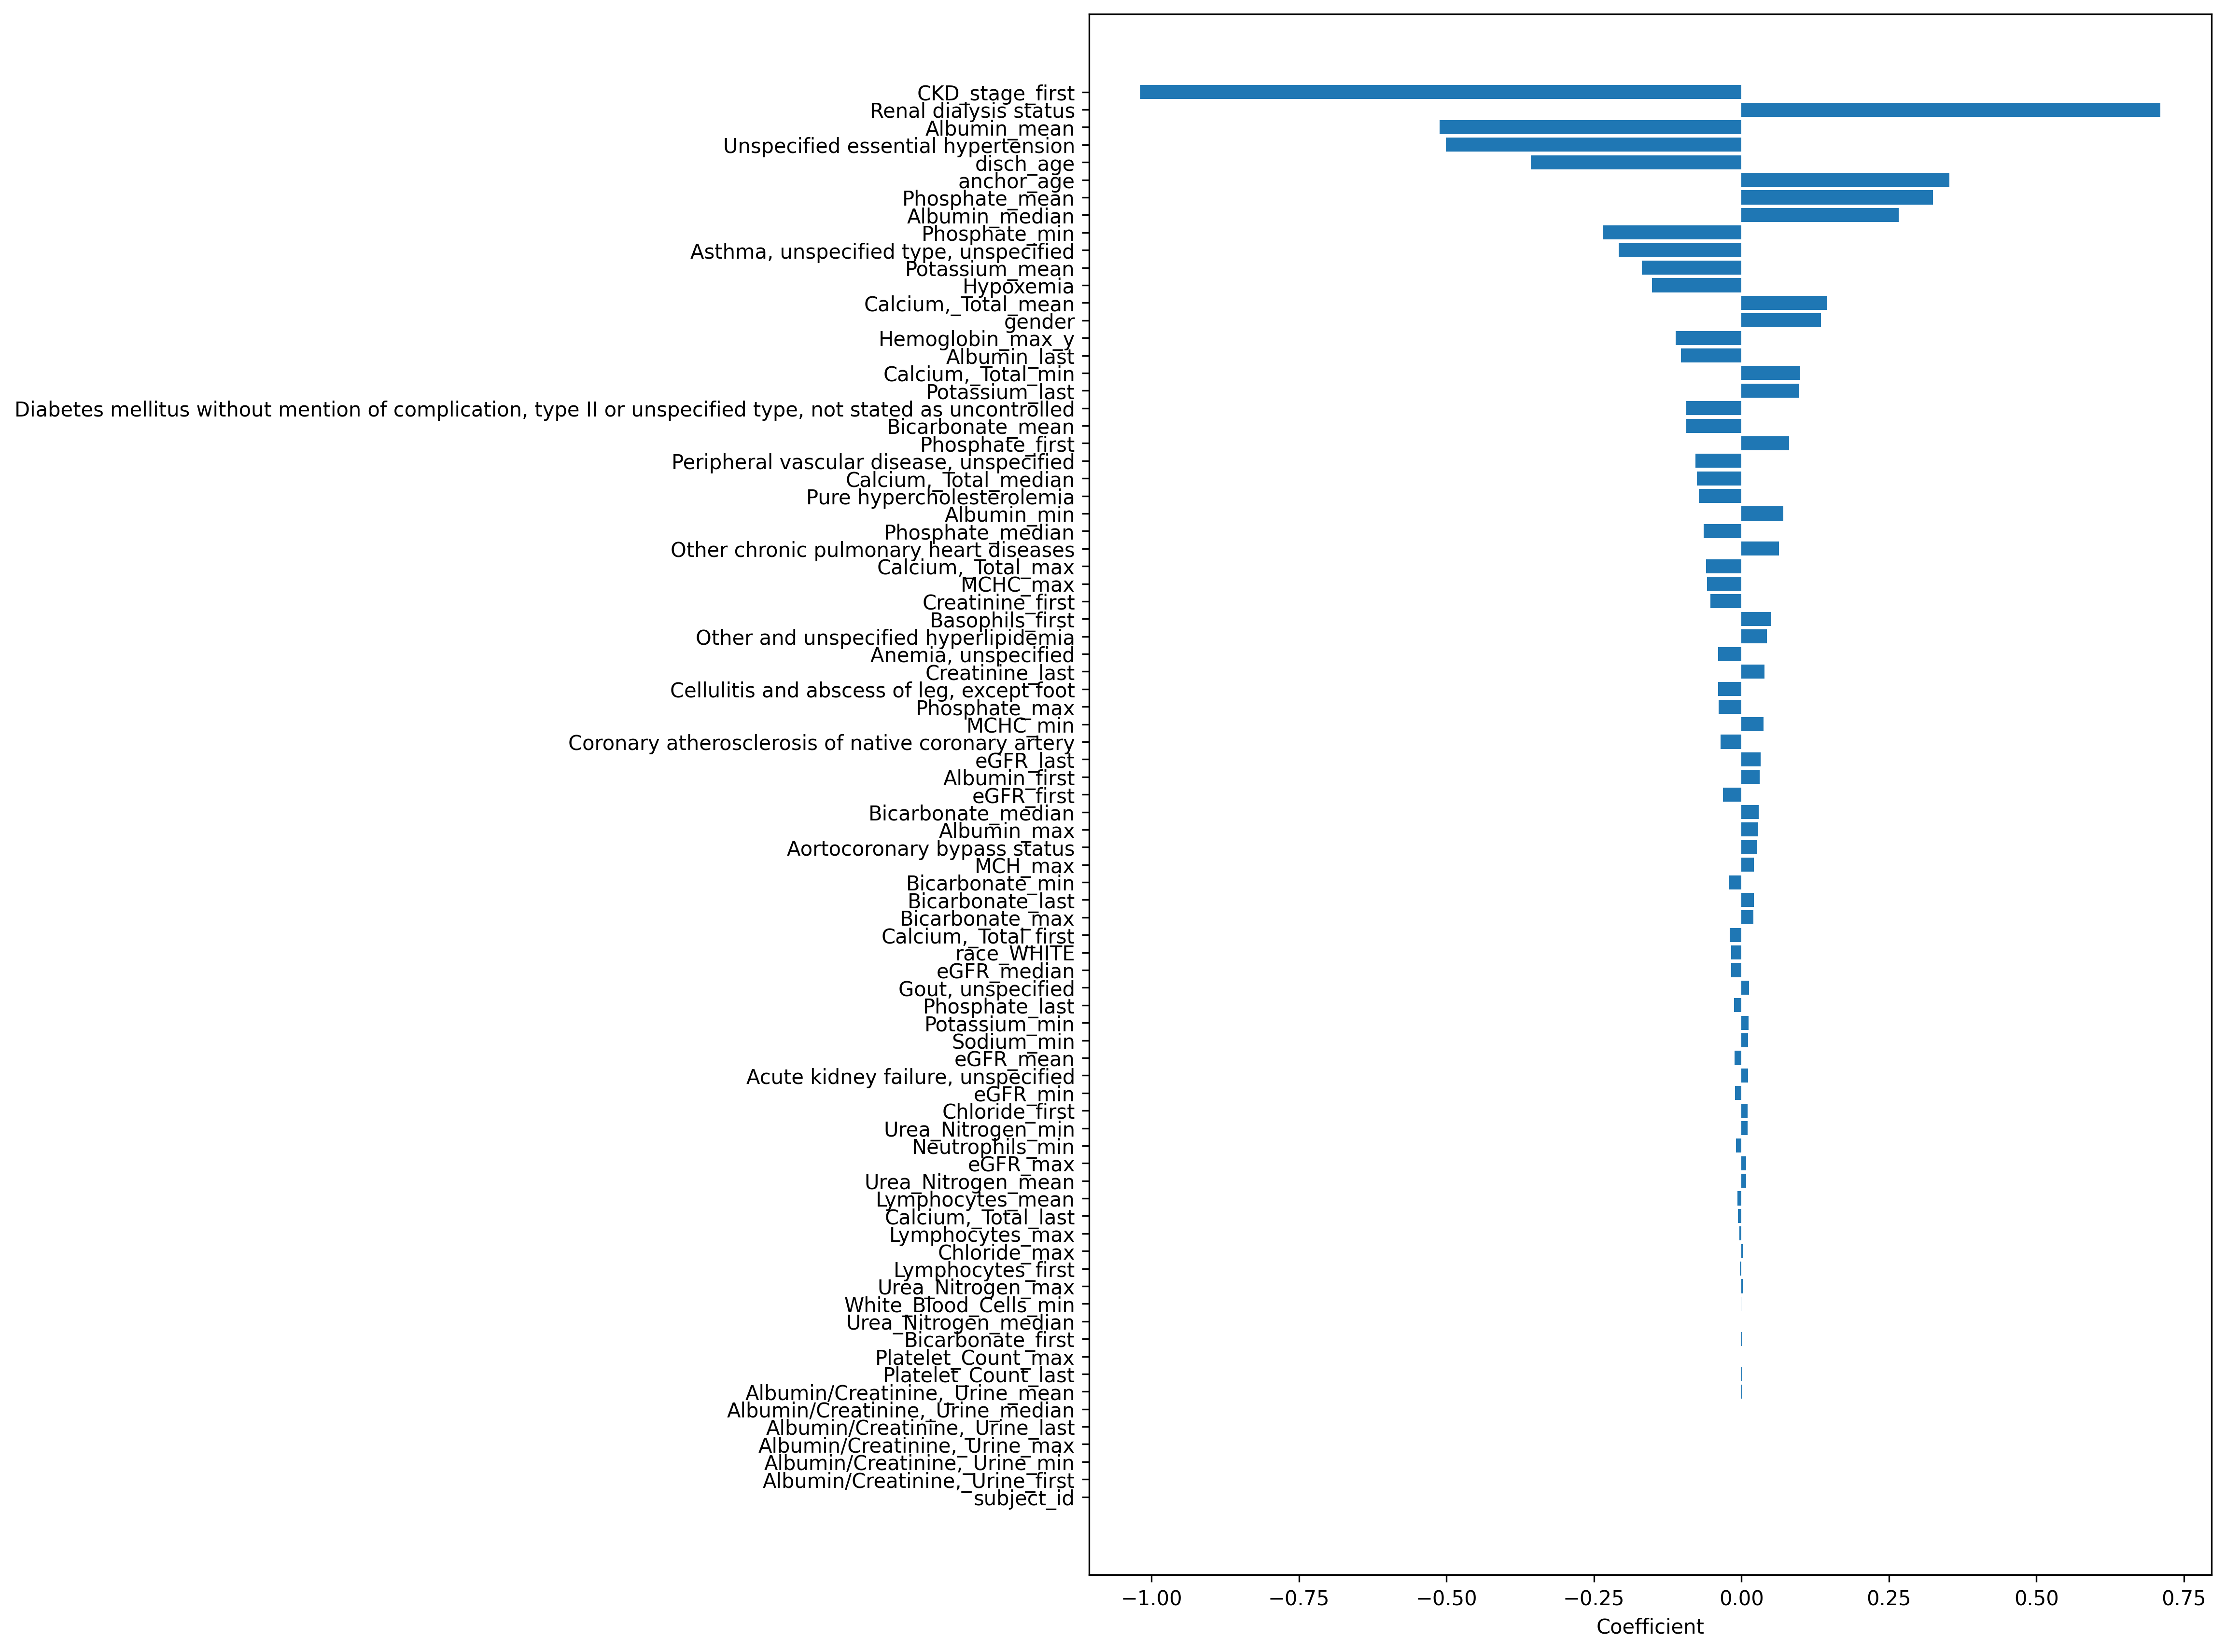 CKD_stage_first
Renal dialysis status
Albumin_mean
Unspecified essential hypertension
disch_age
anchor_age
Phosphate_mean
Albumin_median
Phosphate_min
Asthma, unspecified type, unspecified
Potassium_mean
Hypoxemia
Calcium,_Total_mean
gender
Hemoglobin_max_y
Albumin_last
Calcium,_Total_min
Potassium_last
Diabetes mellitus without mention of complication, type II or unspecified type, not stated as uncontrolled
Bicarbonate_mean
Phosphate_first
Peripheral vascular disease, unspecified
Calcium,_Total_median
Pure hypercholesterolemia
Albumin_min
Phosphate_median
Other chronic pulmonary heart diseases
Calcium,_Total_max
MCHC_max
Creatinine_first
Basophils_first
Other and unspecified hyperlipidemia
Anemia, unspecified
Creatinine_last
Cellulitis and abscess of leg, except foot
Phosphate_max
MCHC_min
Coronary atherosclerosis of native coronary artery
eGFR_last
Albumin_first
eGFR_first
Bicarbonate_median
Albumin_max
Aortocoronary bypass status
MCH_max
Bicarbonate_min
Bicarbonate_last
Bicarbonate_max
Calcium,_Total_first
race_WHITE
eGFR_median
Gout, unspecified
Phosphate_last
Potassium_min
Sodium_min
eGFR_mean
Acute kidney failure, unspecified
eGFR_min
Chloride_first
Urea_Nitrogen_min
Neutrophils_min
eGFR_max
Urea_Nitrogen_mean
Lymphocytes_mean
Calcium,_Total_last
Lymphocytes_max
Chloride_max
Lymphocytes_first
Urea_Nitrogen_max
White_Blood_Cells_min
Urea_Nitrogen_median
Bicarbonate_first
Platelet_Count_max
Platelet_Count_last
Albumin/Creatinine,_Urine_mean
Albumin/Creatinine,_Urine_median
Albumin/Creatinine,_Urine_last
Albumin/Creatinine,_Urine_max
Albumin/Creatinine,_Urine_min
Albumin/Creatinine,_Urine_first
subject_id
−1.00 −0.75 −0.50 −0.25 0.00 0.25 0.50 0.75
Coefficient